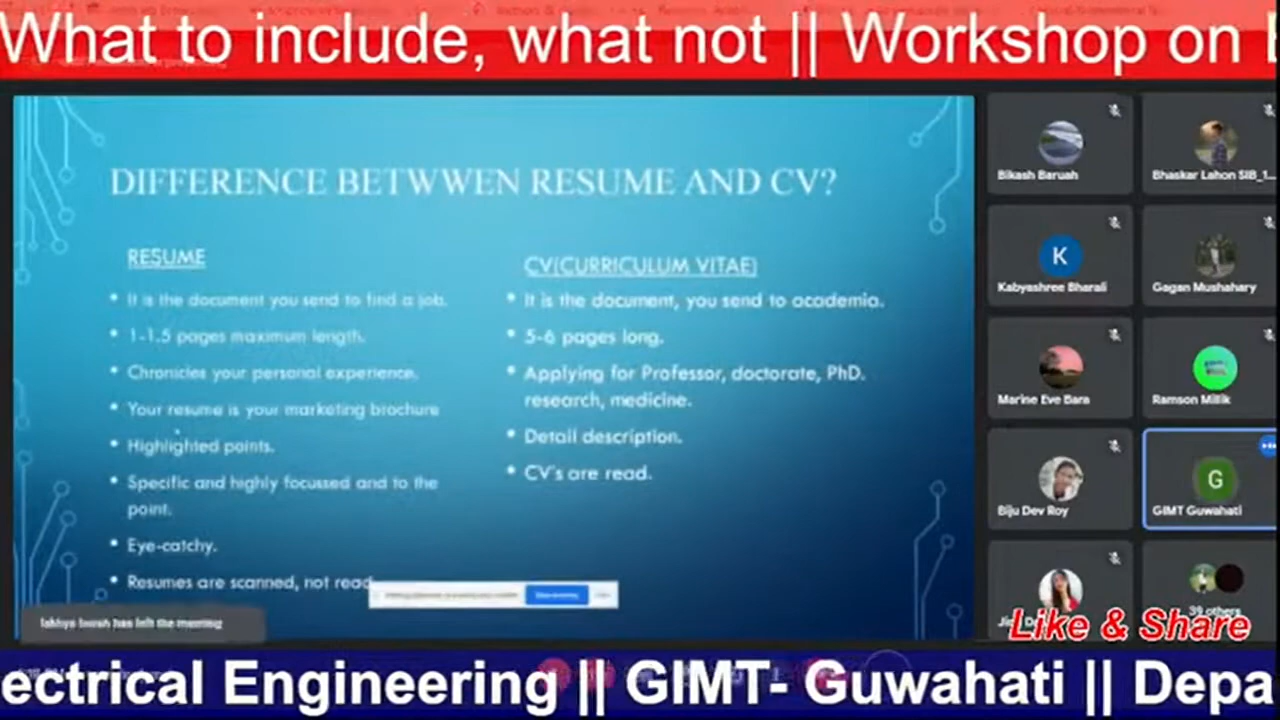 What to include, what not || Workshop on
DIFFERENCE BETWWEN RESUME AND CV?
RESUME
• It is the document you send to find a job.
• 1-1.5 pages maximum length.
• Chronicles your personal experience.
• Your resume is your marketing brochure
• Highlighted points.
• Specific and highly focussed and to the
point.
• Eye-catchy.
• Resumes are scanned, not read
CV(CURRICULUM VITAE)
• It is the document, you send to academia.
• 5-6 pages long.
• Applying for Professor, doctorate, PhD.
research, medicine.
• Detail description.
• CV's are read.
Bikash Baruah
Bhaskar Lahon SIB_1...
K
Kabyashree Bharali
Gagan Mushahary
Marine Eve Bara
Ramson Millik
Biju Dev Roy
G
GIMT Guwahati
39 others
Like & Share
has left the meeting
ectrical Engineering || GIMT- Guwahati || Depa